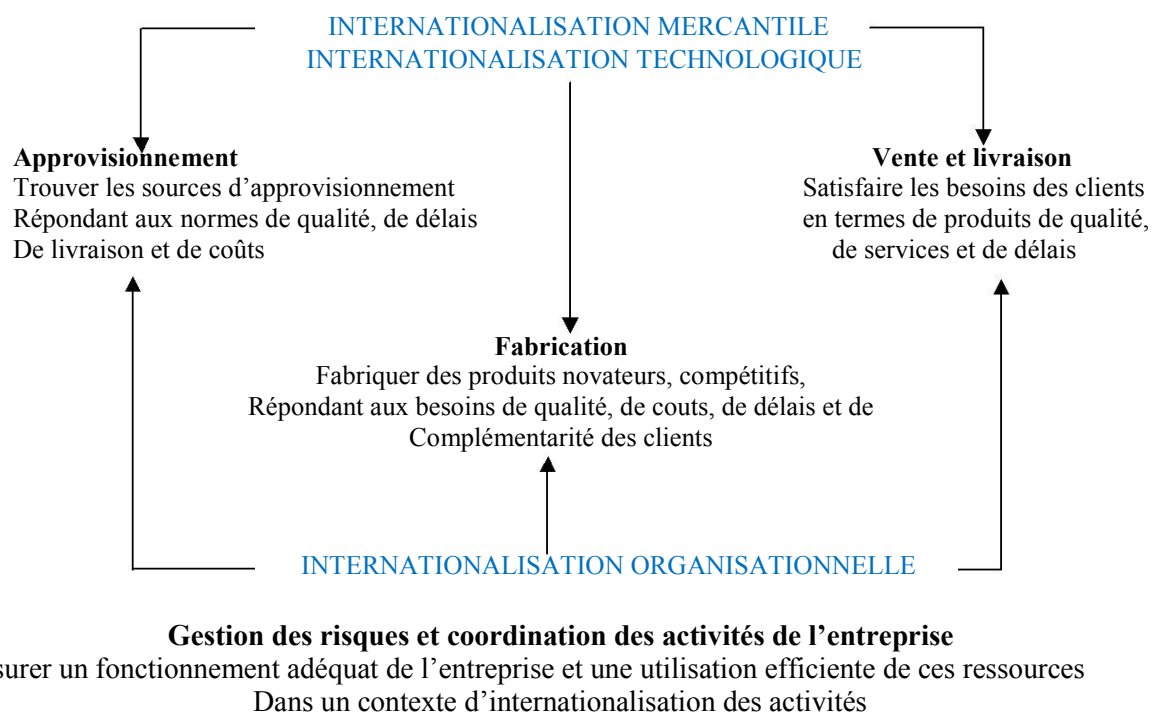 INTERNATIONALISATION MERCANTILE
INTERNATIONALISATION TECHNOLOGIQUE
Approvisionnement
Trouver les sources d’approvisionnement
Répondant aux normes de qualité, de délais
De livraison et de coûts
Vente et livraison
Satisfaire les besoins des clients
en termes de produits de qualité,
de services et de délais
Fabrication
Fabriquer des produits novateurs, compétitifs,
Répondant aux besoins de qualité, de couts, de délais et de
Complémentarité des clients
INTERNATIONALISATION ORGANISATIONNELLE
Gestion des risques et coordination des activités de l’entreprise
surer un fonctionnement adéquat de l’entreprise et une utilisation efficiente de ces ressources
Dans un contexte d’internationalisation des activités